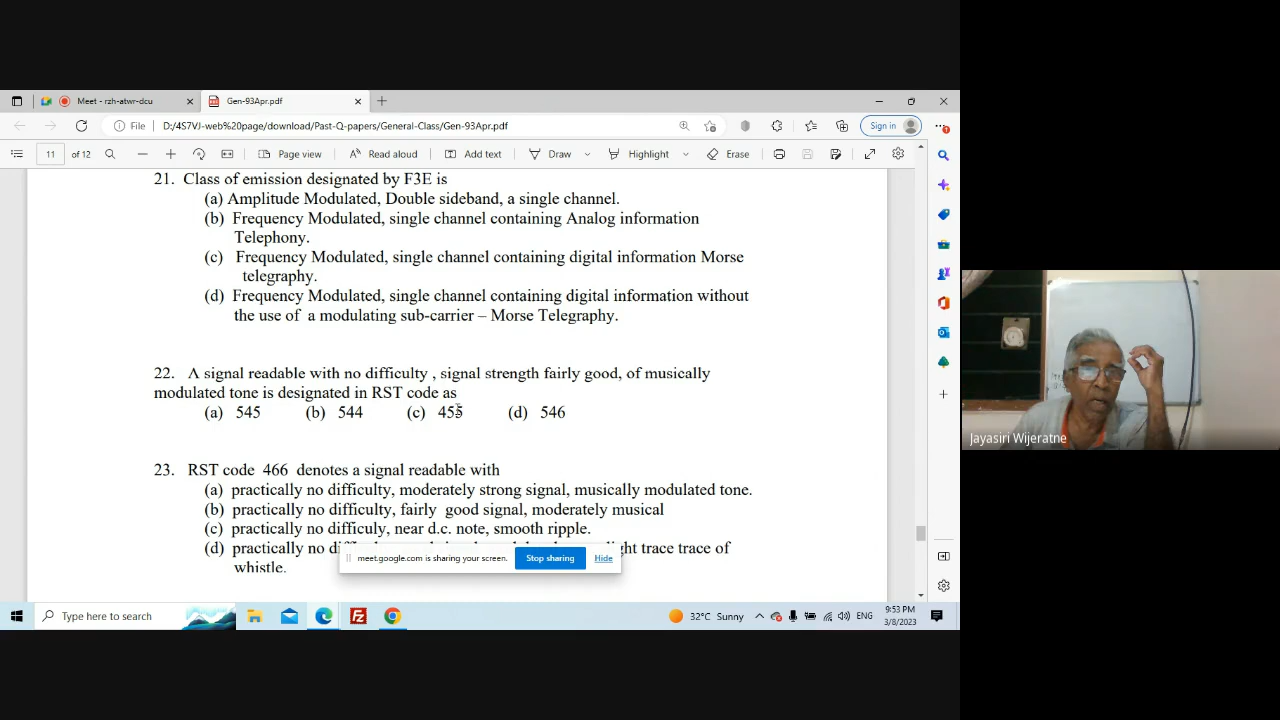 Meet - rzh-atwr-dcu
Gen-93Apr.pdf
File D:/4S7VJ-web%20page/download/Past-Q-papers/General-Class/Gen-93Apr.pdf
Sign in
11 of 12
Page view
Read aloud
Add text
Draw
Highlight
Erase
21. Class of emission designated by F3E is
(a) Amplitude Modulated, Double sideband, a single channel.
(b) Frequency Modulated, single channel containing Analog information
Telephony.
(c) Frequency Modulated, single channel containing digital information Morse
telegraphy.
(d) Frequency Modulated, single channel containing digital information without
the use of a modulating sub-carrier – Morse Telegraphy.
22. A signal readable with no difficulty , signal strength fairly good, of musically
modulated tone is designated in RST code as
(a) 545 (b) 544 (c) 455 (d) 546
23. RST code 466 denotes a signal readable with
(a) practically no difficulty, moderately strong signal, musically modulated tone.
(b) practically no difficulty, fairly good signal, moderately musical
(c) practically no difficuly, near d.c. note, smooth ripple.
(d) practically no trace trace of
whistle.
meet.google.com is sharing your screen.
Stop sharing
Hide
Jayasiri Wijeratne
Type here to search
32°C Sunny
ENG
9:53 PM
3/8/2023